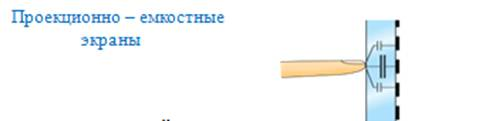 Проекционно – емкостные
экраны